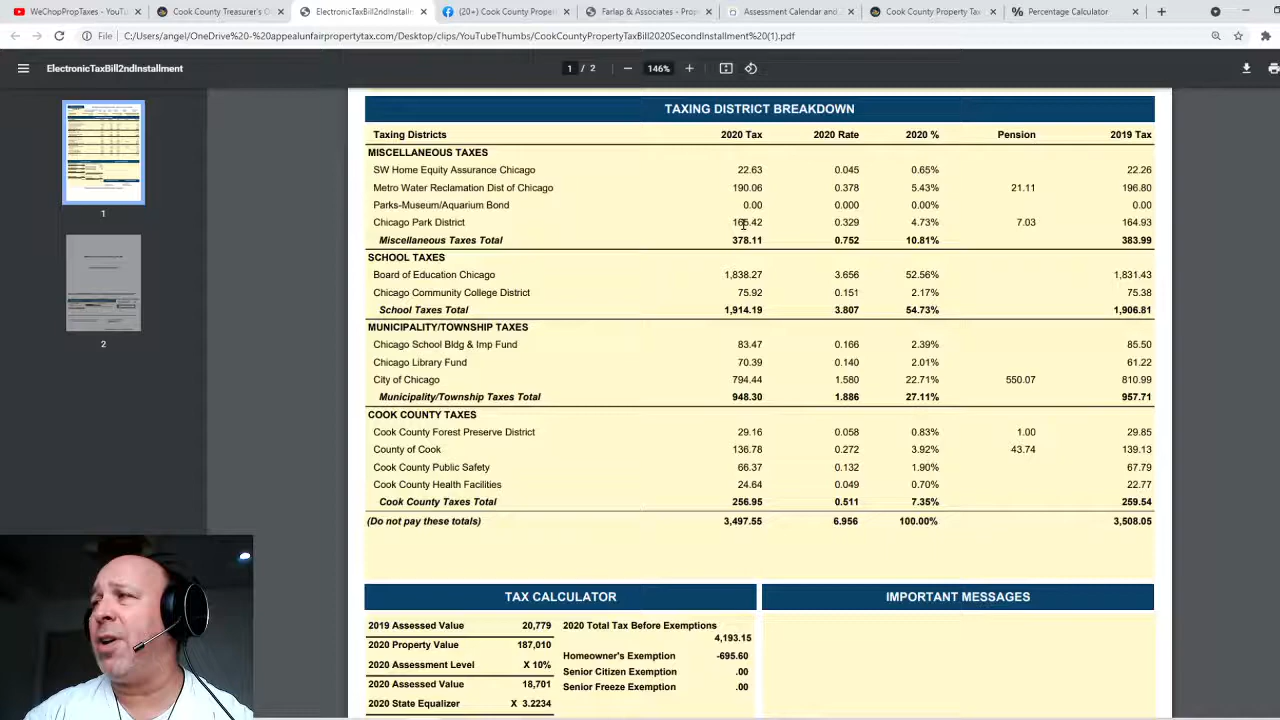 WeChopPropTaxes - YouTu
Cook County Treasurer's O
ElectronicTaxBill2ndInstallm
(20+) Cook County Proper
Farlap & Associates - Prop
Assessment Calendar and
Cook County Property Tax
Percentage Calculator
File C:/Users/angel/OneDrive%20-%20appealunfairpropertytax.com/Desktop/clips/YouTubeThumbs/CookCountyPropertyTaxBill2020SecondInstallment%20(1).pdf
ElectronicTaxBill2ndInstallment 1 / 2 146%
1
2
TAXING DISTRICT BREAKDOWN
Taxing Districts 2020 Tax 2020 Rate 2020 % Pension 2019 Tax
MISCELLANEOUS TAXES
SW Home Equity Assurance Chicago 22.63 0.045 0.65% 22.26
Metro Water Reclamation Dist of Chicago 190.06 0.378 5.43% 21.11 196.80
Parks-Museum/Aquarium Bond 0.00 0.000 0.00% 0.00
Chicago Park District 165.42 0.329 4.73% 7.03 164.93
Miscellaneous Taxes Total 378.11 0.752 10.81% 383.99
SCHOOL TAXES
Board of Education Chicago 1,838.27 3.656 52.56% 1,831.43
Chicago Community College District 75.92 0.151 2.17% 75.38
School Taxes Total 1,914.19 3.807 54.73% 1,906.81
MUNICIPALITY/TOWNSHIP TAXES
Chicago School Bldg & Imp Fund 83.47 0.166 2.39% 85.50
Chicago Library Fund 70.39 0.140 2.01% 61.22
City of Chicago 794.44 1.580 22.71% 550.07 810.99
Municipality/Township Taxes Total 948.30 1.886 27.11% 957.71
COOK COUNTY TAXES
Cook County Forest Preserve District 29.16 0.058 0.83% 1.00 29.85
County of Cook 136.78 0.272 3.92% 43.74 139.13
Cook County Public Safety 66.37 0.132 1.90% 67.79
Cook County Health Facilities 24.64 0.049 0.70% 22.77
Cook County Taxes Total 256.95 0.511 7.35% 259.54
(Do not pay these totals) 3,497.55 6.956 100.00% 3,508.05
TAX CALCULATOR
2019 Assessed Value 20,779
2020 Property Value 187,010
2020 Assessment Level X 10%
2020 Assessed Value 18,701
2020 State Equalizer X 3.2234
2020 Total Tax Before Exemptions
4,193.15
Homeowner's Exemption -695.60
Senior Citizen Exemption .00
Senior Freeze Exemption .00
IMPORTANT MESSAGES